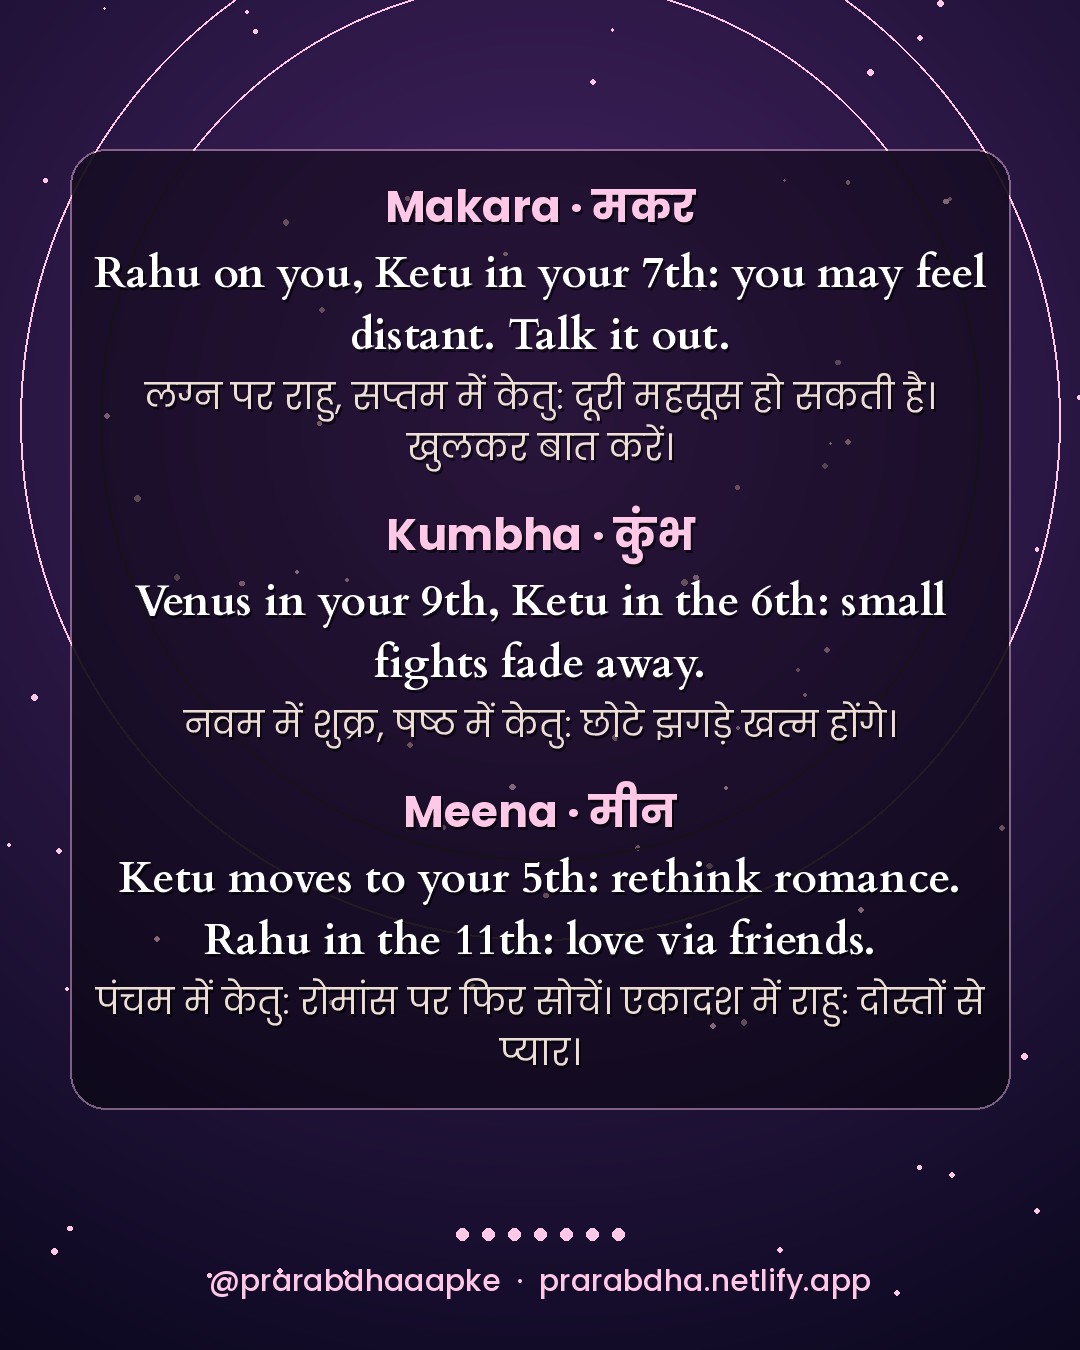 Makara · मकर
Rahu on you, Ketu in your 7th: you may feel
distant. Talk it out.
लग्न पर राहु, सप्तम में केतु: दूरी महसूस हो सकती है।
खुलकर बात करें।
Kumbha · कुंभ
Venus in your 9th, Ketu in the 6th: small
fights fade away.
नवम में शुक्र, षष्ठ में केतु: छोटे झगड़े खत्म होंगे।
Meena · मीन
Ketu moves to your 5th: rethink romance.
Rahu in the 11th: love via friends.
पंचम में केतु: रोमांस पर फिर सोचें। एकादश में राहु: दोस्तों से
प्यार।
@prarabdhaaapke · prarabdha.netlify.app